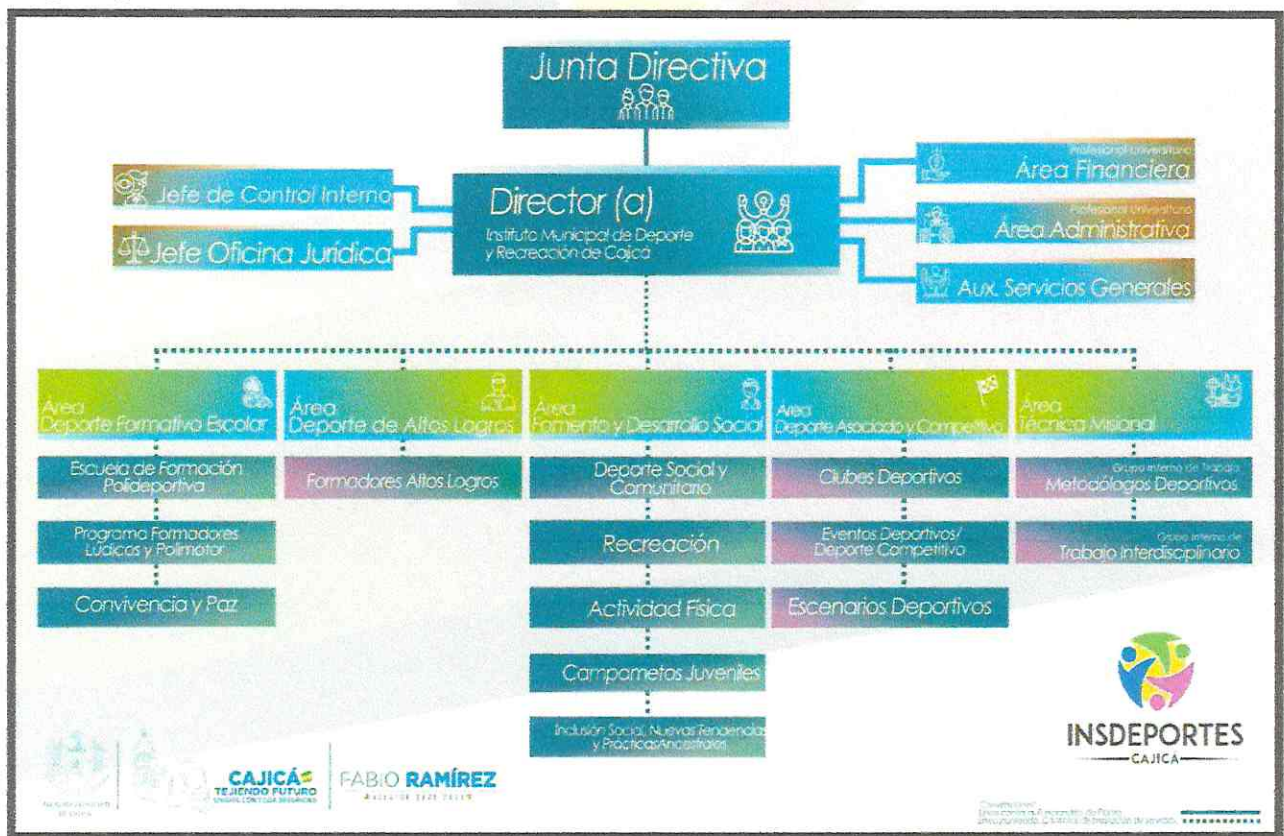 Junta Directiva
Jefe de Control Interno
Jefe Oficina Jurídica
Director (a)
Instituto Municipal de Deporte
y Recreación de Cajicá
Profesional Universitario
Área Financiera
Profesional Universitario
Área Administrativa
Aux. Servicios Generales
Área
Deporte Formativo Escolar
Escuela de Formación
Polideportiva
Programa Formadores
Lúdicos y Polimotor
Convivencia y Paz
Área
Deporte de Altos Logros
Formadores Altos Logros
Área
Fomento y Desarrollo Social
Deporte Social y
Comunitario
Recreación
Actividad Física
Campametos Juveniles
Inclusión Social, Nuevas Tendencias
y Prácticas Ancestrales
Área
Deporte Asociado y Competitivo
Clubes Deportivos
Eventos Deportivos/
Deporte Competitivo
Escenarios Deportivos
Área
Técnica Misional
Grupo Interno de Trabajo
Metodólogos Deportivos
Grupo Interno de
Trabajo Interdisciplinario
INSDEPORTES
CAJICA
CAJICÁ
TEJIENDO FUTURO
FABIO RAMÍREZ